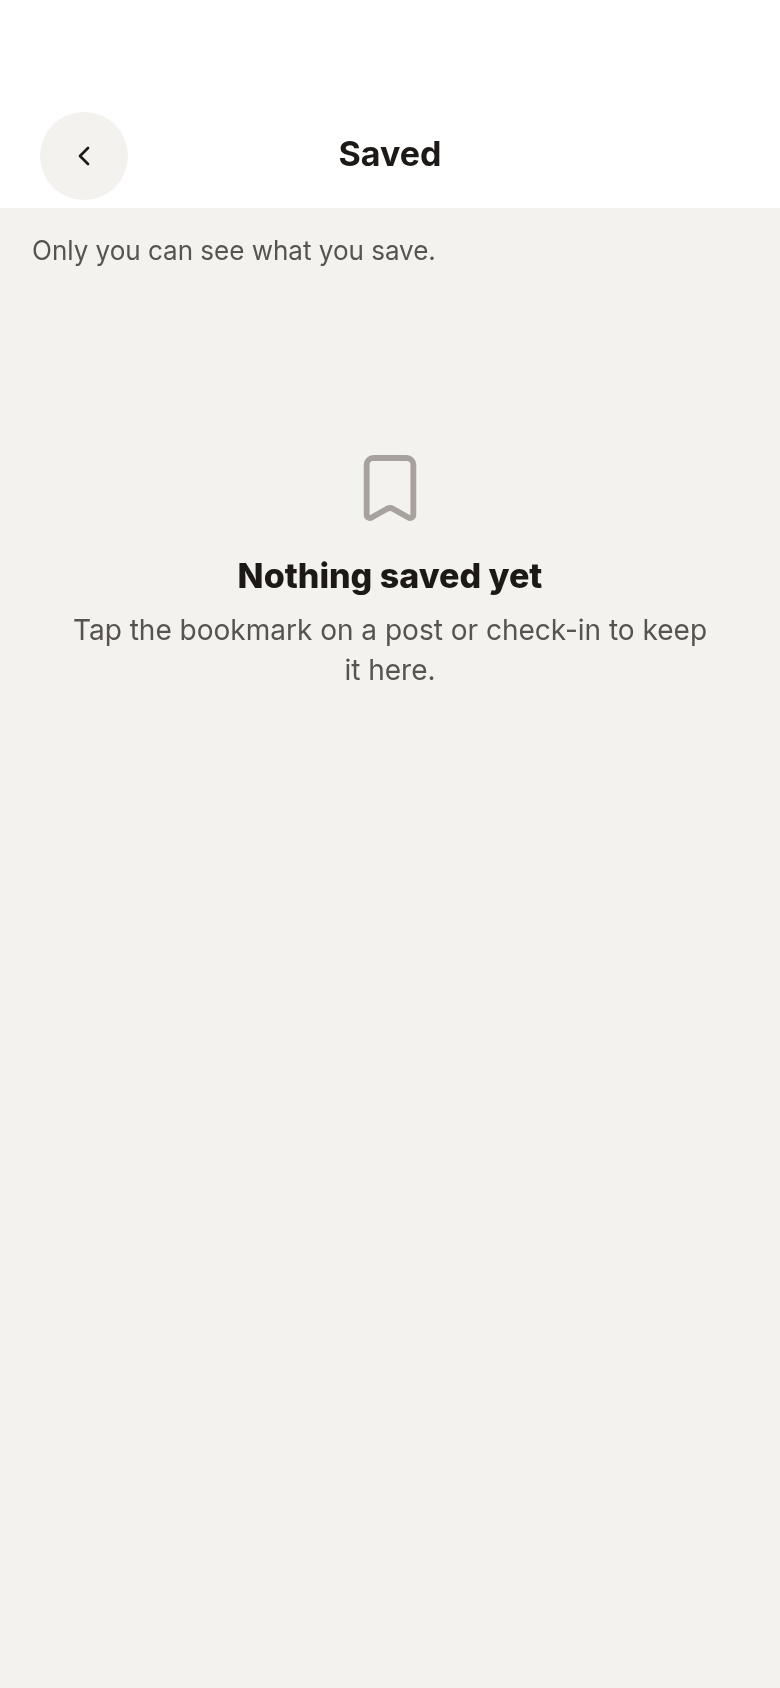 Saved
Only you can see what you save.
Nothing saved yet
Tap the bookmark on a post or check-in to keep
it here.